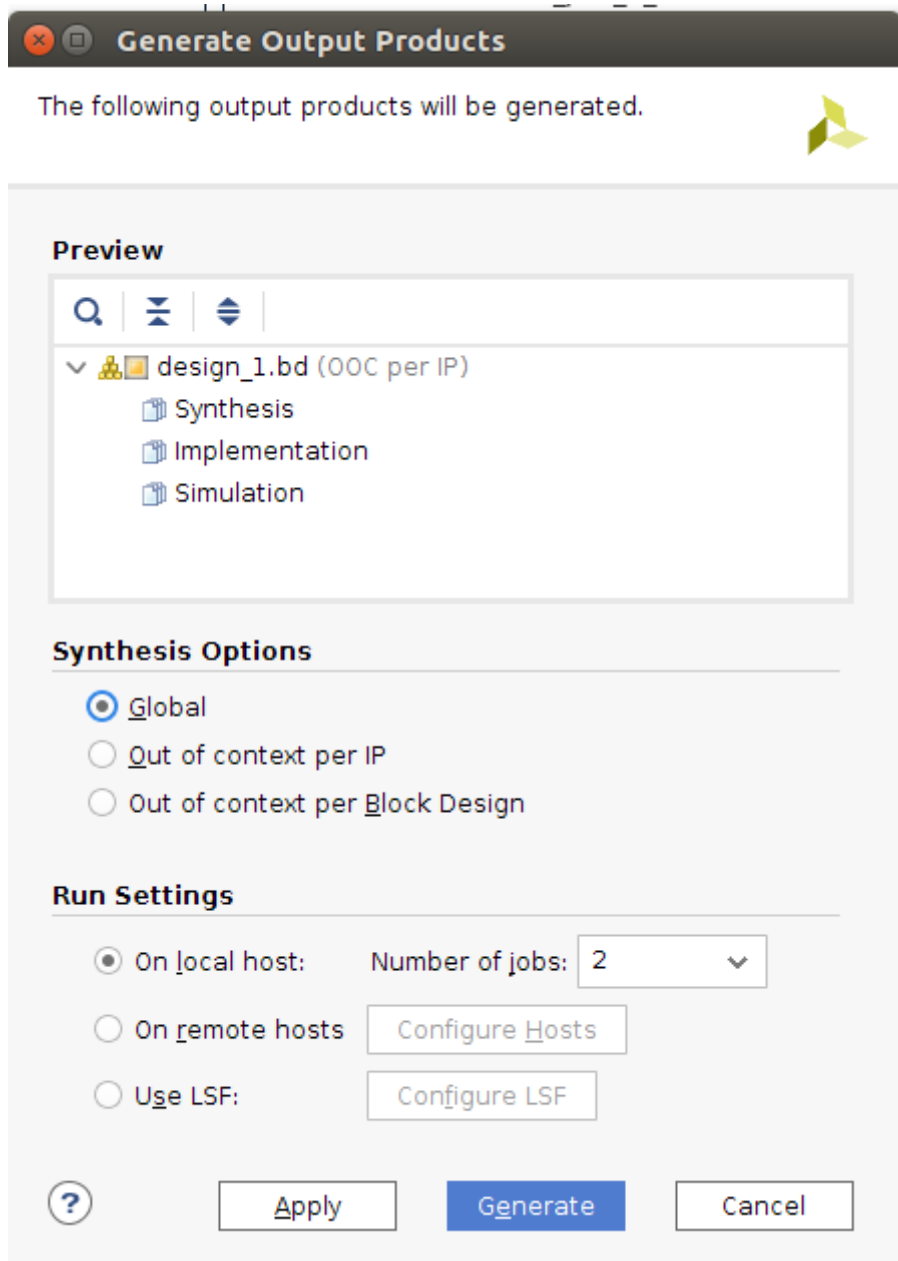 Generate Output Products
The following output products will be generated.
Preview
design_1.bd (OOC per IP)
Synthesis
Implementation
Simulation
Synthesis Options
Global
Out of context per IP
Out of context per Block Design
Run Settings
On local host: Number of jobs: 2
On remote hosts Configure Hosts
Use LSF: Configure LSF
? Apply Generate Cancel